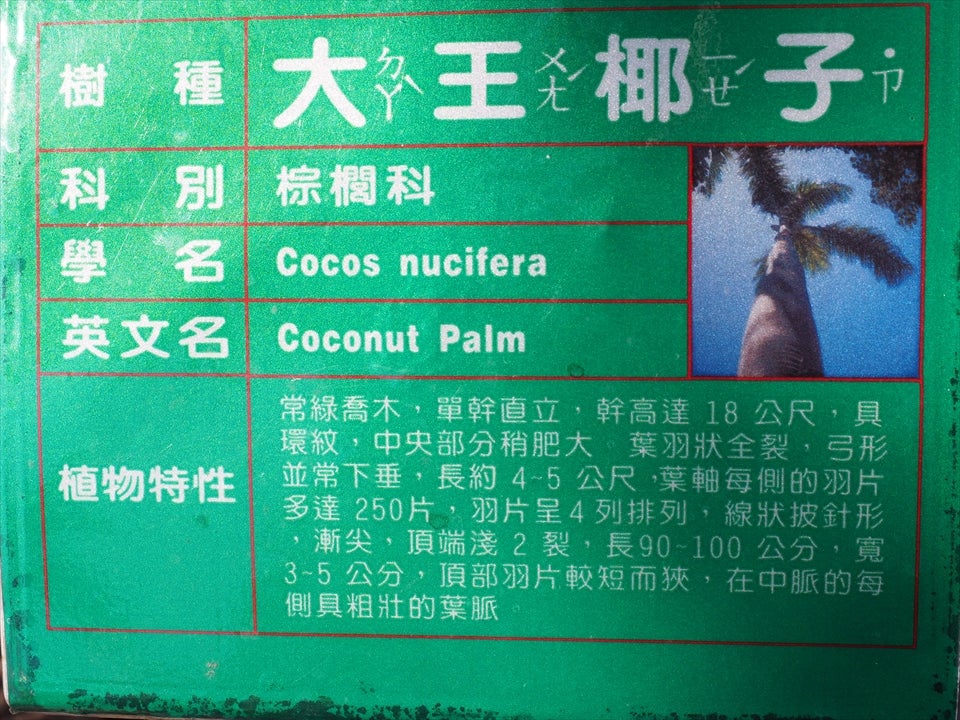 樹種 大ㄉㄚˋ王ㄨㄤˊ椰ㄧㄝˊ子˙ㄗ
科別 棕櫚科
學名 Cocos nucifera
英文名 Coconut Palm
植物特性
常綠喬木，單幹直立，幹高達 18 公尺，具
環紋，中央部分稍肥大 葉羽狀全裂，弓形
並常下垂，長約 4~5 公尺，葉軸每側的羽片
多達 250片，羽片呈4列排列，線狀披針形
，漸尖，頂端淺 2 裂，長90~100 公分，寬
3~5 公分，頂部羽片較短而狹，在中脈的每
側具粗壯的葉脈